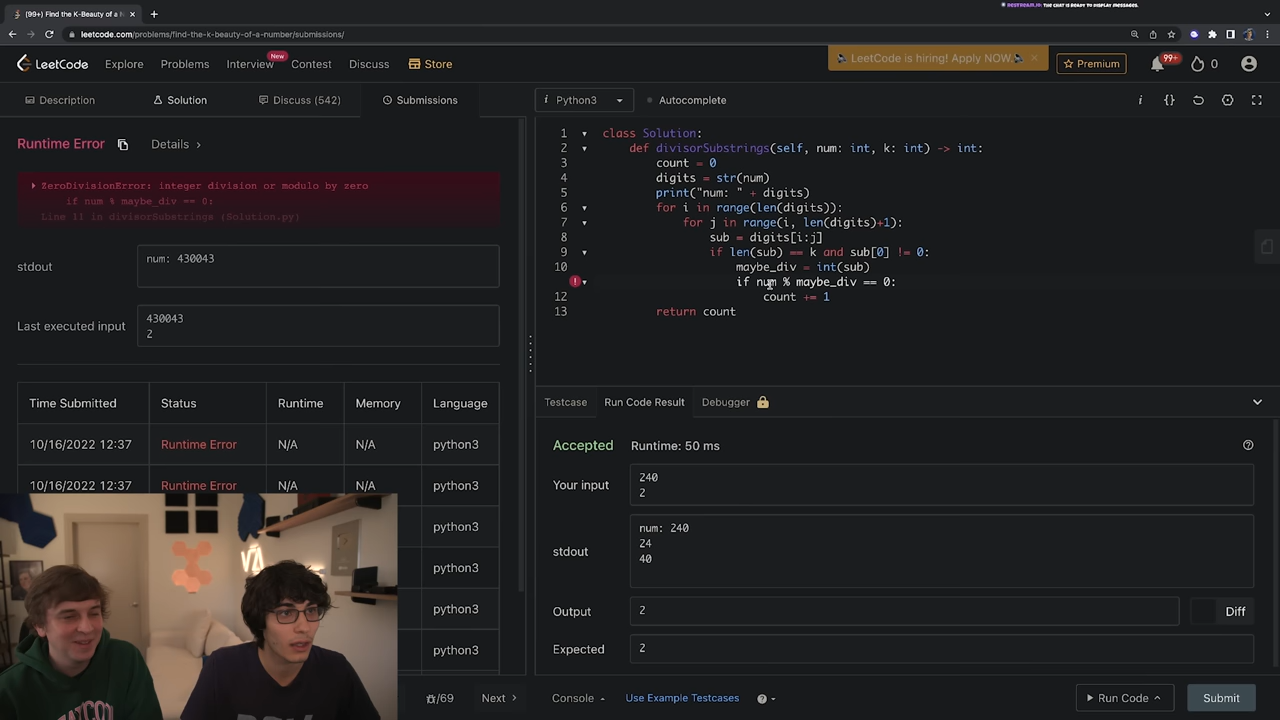 (99+) Find the K-Beauty of a N
RESTREAM.IO: THE CHAT IS READY TO DISPLAY MESSAGES.
leetcode.com/problems/find-the-k-beauty-of-a-number/submissions/
LeetCode
Explore
Problems
Interview
New
Contest
Discuss
Store
LeetCode is hiring! Apply NOW.
Premium
99+
0
Description
Solution
Discuss (542)
Submissions
i Python3
Autocomplete
i
{}
Runtime Error
Details
ZeroDivisionError: integer division or modulo by zero
if num % maybe_div == 0:
Line 11 in divisorSubstrings (Solution.py)
stdout
num: 430043
Last executed input
430043
2
Time Submitted
Status
Runtime
Memory
Language
10/16/2022 12:37
Runtime Error
N/A
N/A
python3
10/16/2022 12:37
Runtime Error
N/A
N/A
python3
python3
python3
python3
python3
1 class Solution:
2 def divisorSubstrings(self, num: int, k: int) -> int:
3 count = 0
4 digits = str(num)
5 print("num: " + digits)
6 for i in range(len(digits)):
7 for j in range(i, len(digits)+1):
8 sub = digits[i:j]
9 if len(sub) == k and sub[0] != 0:
10 maybe_div = int(sub)
if num % maybe_div == 0:
12 count += 1
13 return count
Testcase
Run Code Result
Debugger
Accepted
Runtime: 50 ms
Your input
240
2
stdout
num: 240
24
40
Output
2
Diff
Expected
2
/69
Next
Console
Use Example Testcases
Run Code
Submit